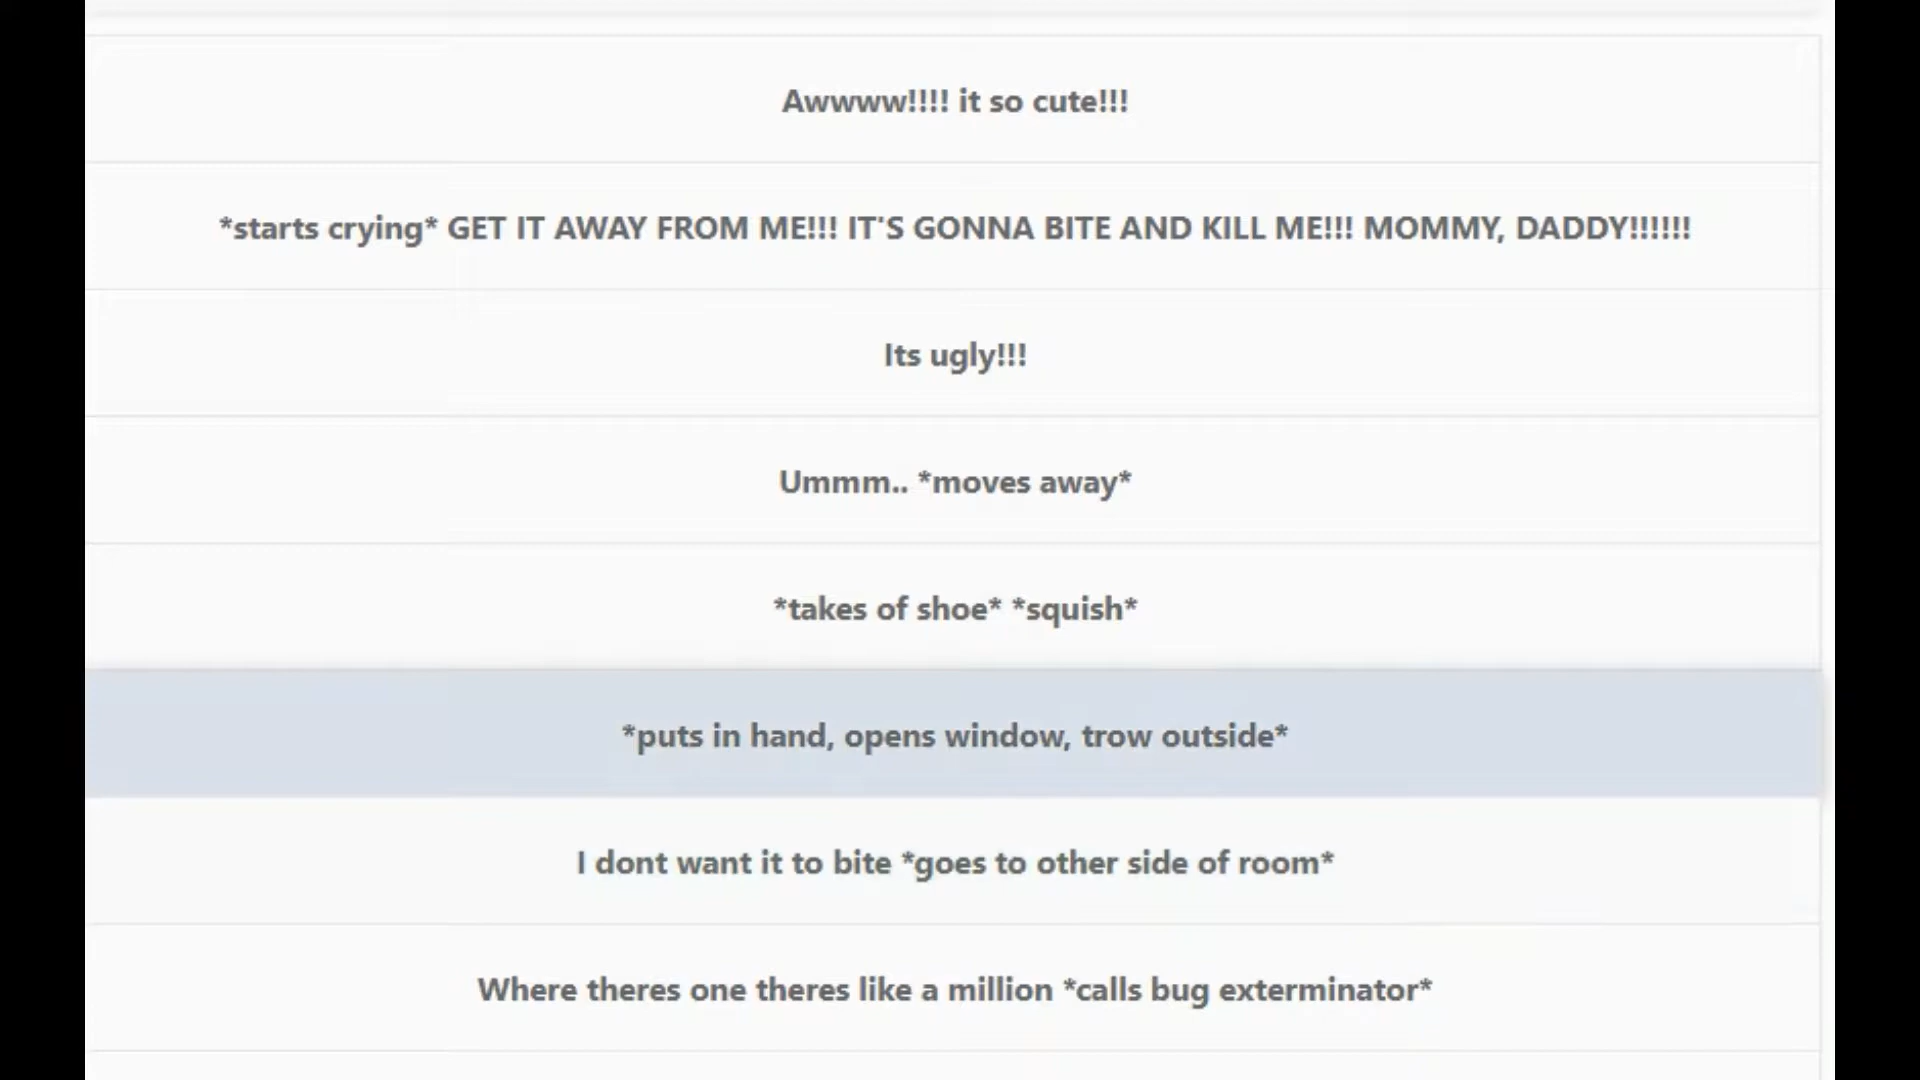 Awwww!!!! it so cute!!!
*starts crying* GET IT AWAY FROM ME!!! IT'S GONNA BITE AND KILL ME!!! MOMMY, DADDY!!!!!!
Its ugly!!!
Ummm.. *moves away*
*takes of shoe* *squish*
*puts in hand, opens window, trow outside*
I dont want it to bite *goes to other side of room*
Where theres one theres like a million *calls bug exterminator*